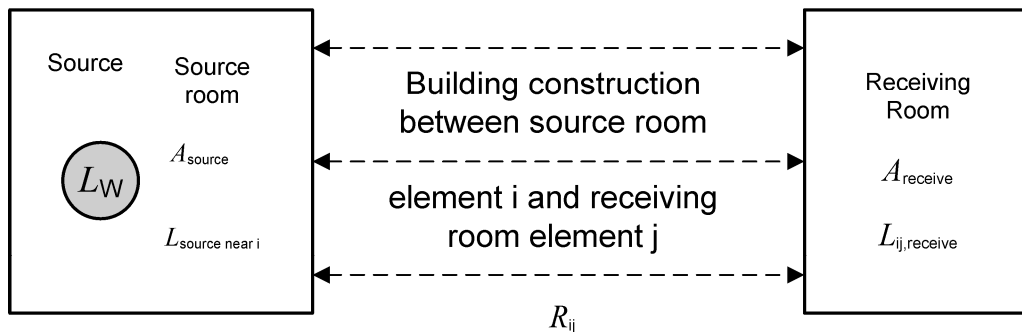 Source
Source
room
L_W
A_source
L_source near i
Building construction
between source room
element i and receiving
room element j
R_ij
Receiving
Room
A_receive
L_ij,receive